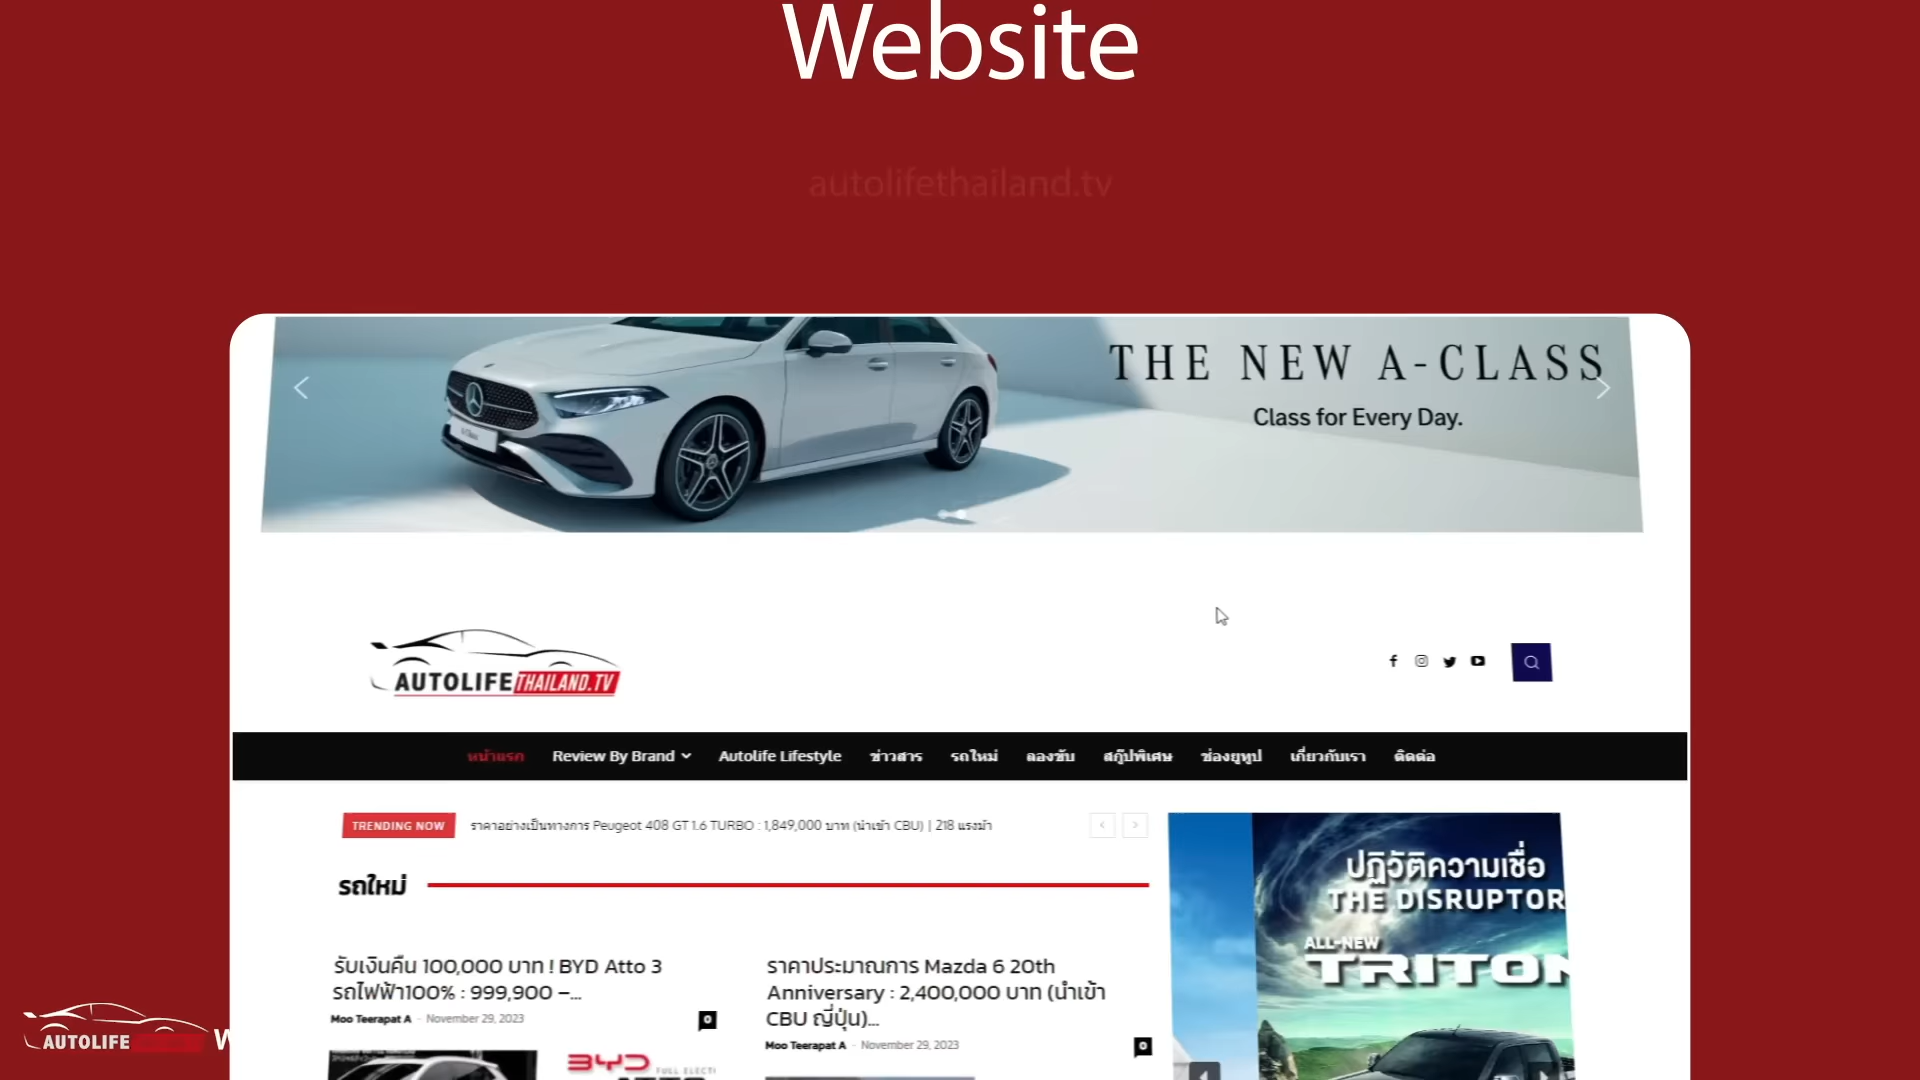 Website
autolifethailand.tv
THE NEW A-CLASS
Class for Every Day.
AUTOLIFE THAILAND.TV
หน้าแรก Review By Brand Autolife Lifestyle ข่าวสาร รถใหม่ ลองขับ สกู๊ปพิเศษ ช่องยูทูป เกี่ยวกับเรา ติดต่อ
TRENDING NOW ราคาอย่างเป็นทางการ Peugeot 408 GT 1.6 TURBO : 1,849,000 บาท (นำเข้า CBU) | 218 แรงม้า
รถใหม่
รับเงินคืน 100,000 บาท ! BYD Atto 3
รถไฟฟ้า100% : 999,900 –...
Moo Teerapat A - November 29, 2023
0
ราคาประมาณการ Mazda 6 20th
Anniversary : 2,400,000 บาท (นำเข้า
CBU ญี่ปุ่น)...
Moo Teerapat A - November 29, 2023
0
ปฏิวัติความเชื่อ
THE DISRUPTOR
ALL-NEW
TRITON
BYD
AUTOLIFE
W